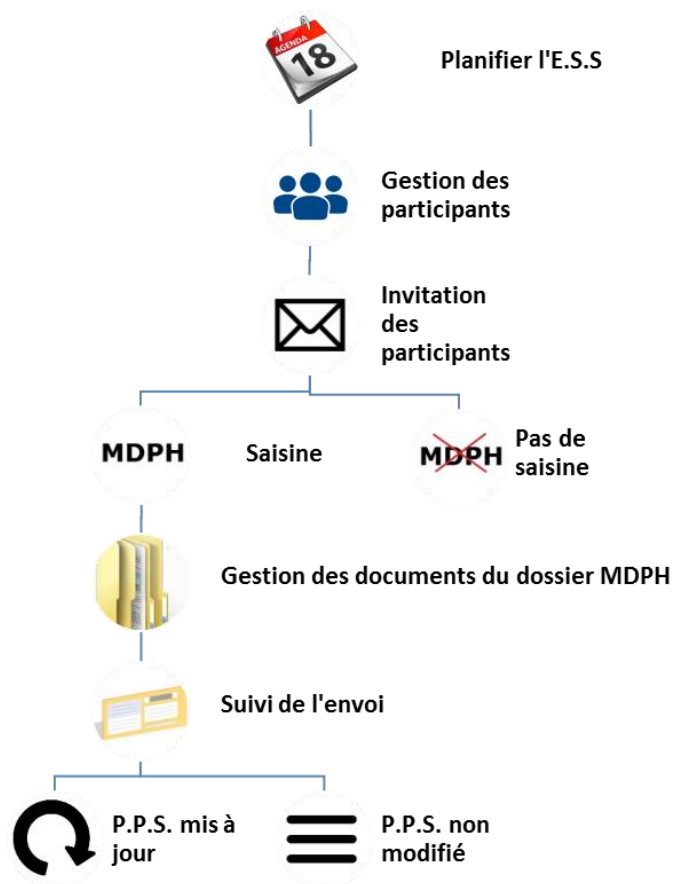 AGENDA
18
Planifier l'E.S.S
Gestion des
participants
Invitation
des
participants
MDPH
Saisine
MDPH
Pas de
saisine
Gestion des documents du dossier MDPH
Suivi de l'envoi
P.P.S. mis à
jour
P.P.S. non
modifié